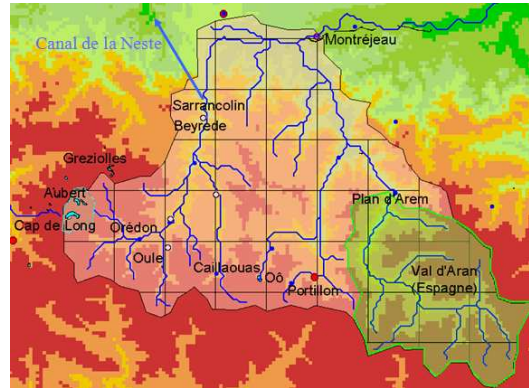 Canal de la Neste
Montréjeau
Sarrancolin
Beyrède
Greziolles
Aubert
Plan d'Arem
Cap de Long
Orédon
Oule
Caillaouas
Oô
Portillon
Val d'Aran
(Espagne)